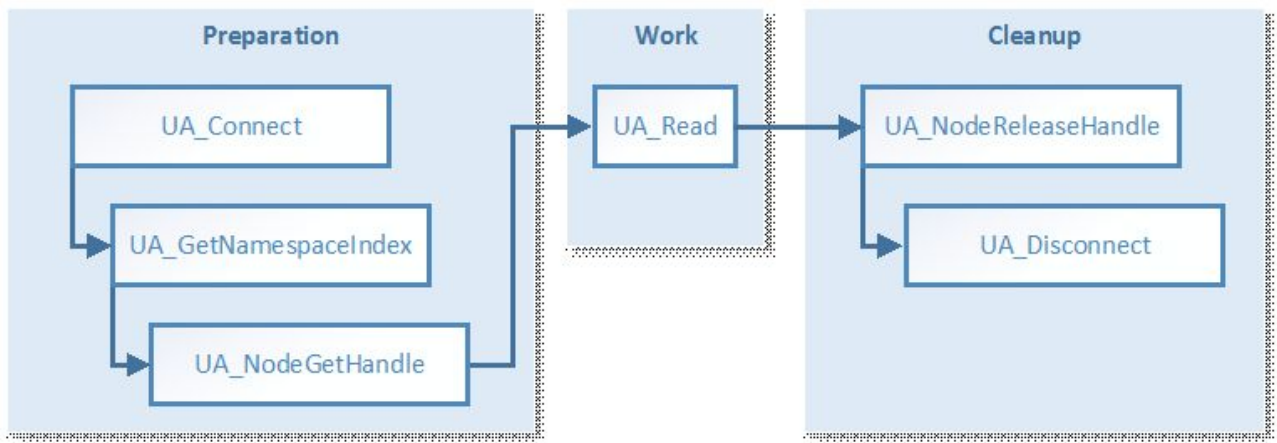 Preparation
UA_Connect
UA_GetNamespaceIndex
UA_NodeGetHandle
Work
UA_Read
Cleanup
UA_NodeReleaseHandle
UA_Disconnect